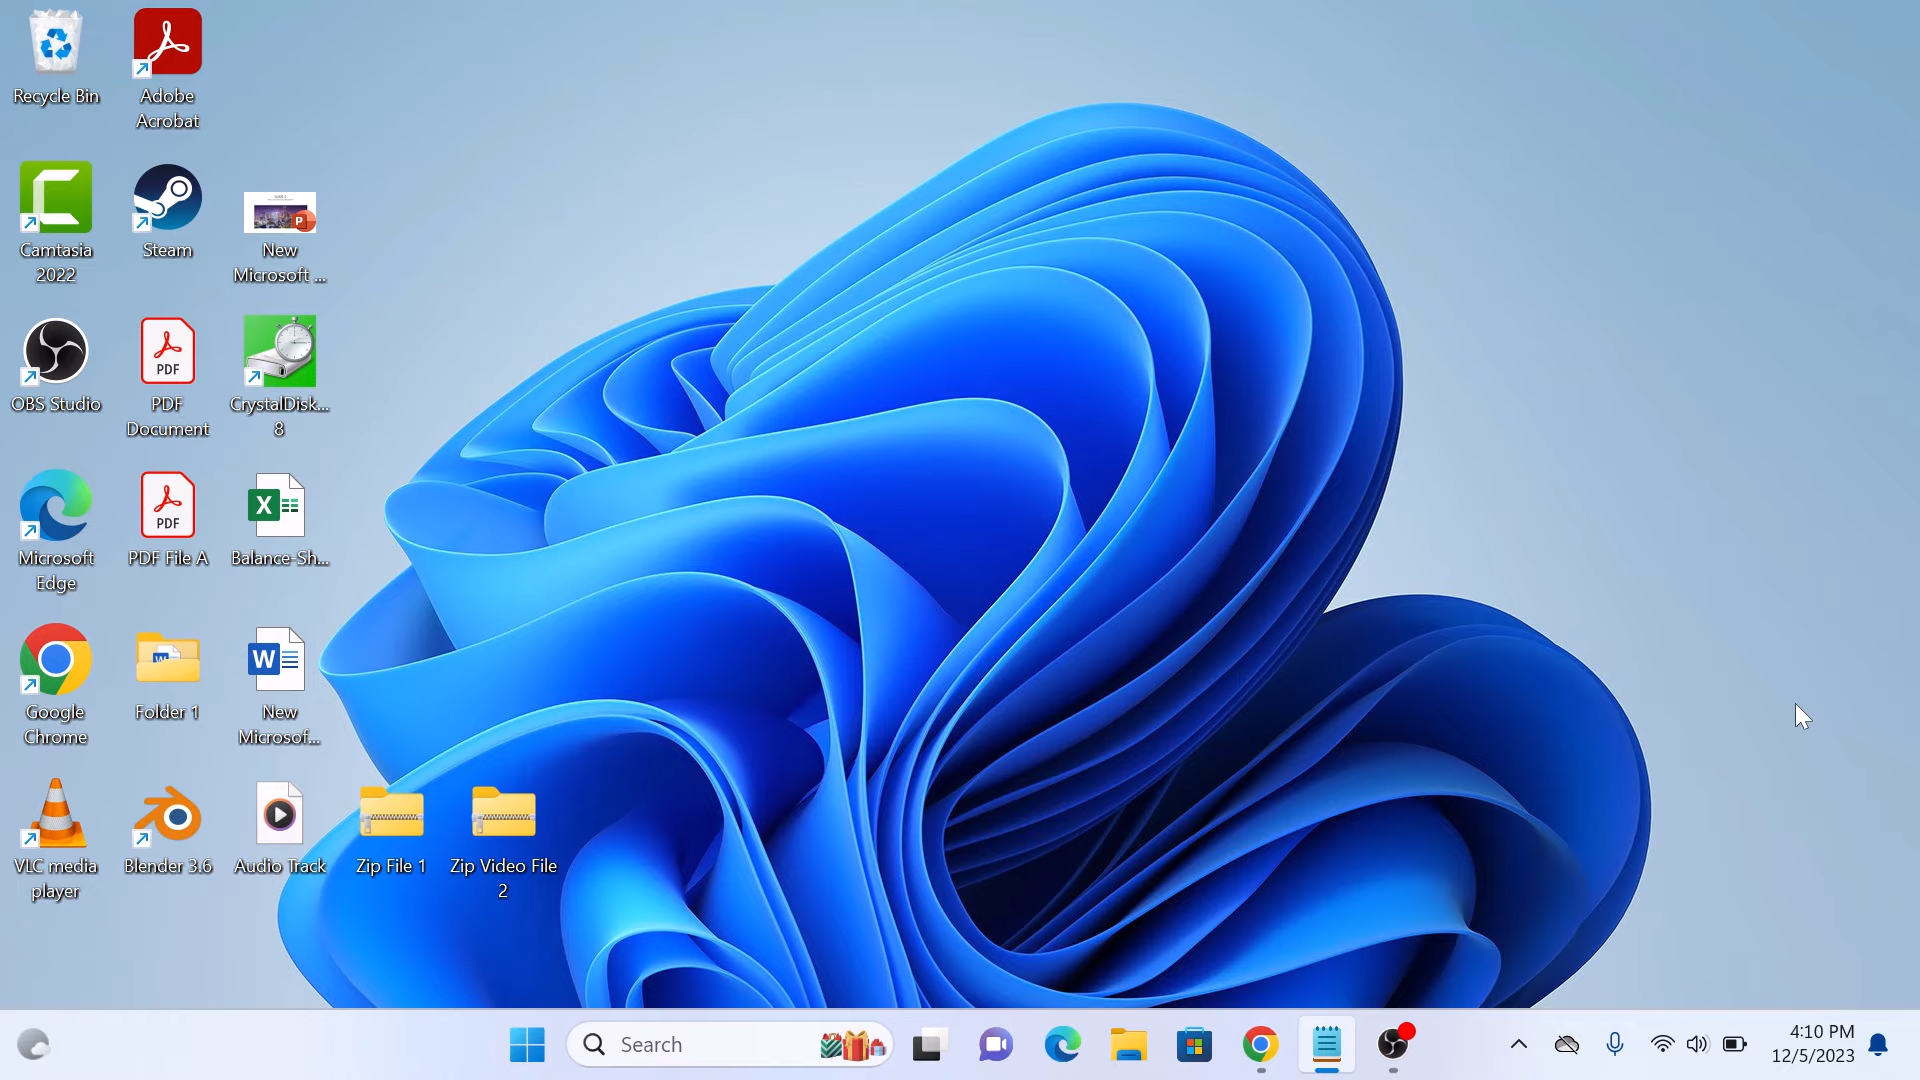 Recycle Bin
Adobe
Acrobat
Camtasia
2022
Steam
New
Microsoft ...
OBS Studio
PDF
PDF
Document
CrystalDisk...
8
Microsoft
Edge
PDF
PDF File A
X
Balance-Sh...
Google
Chrome
W
Folder 1
W
New
Microsof...
VLC media
player
Blender 3.6
Audio Track
Zip File 1
Zip Video File
2
Search
4:10 PM
12/5/2023